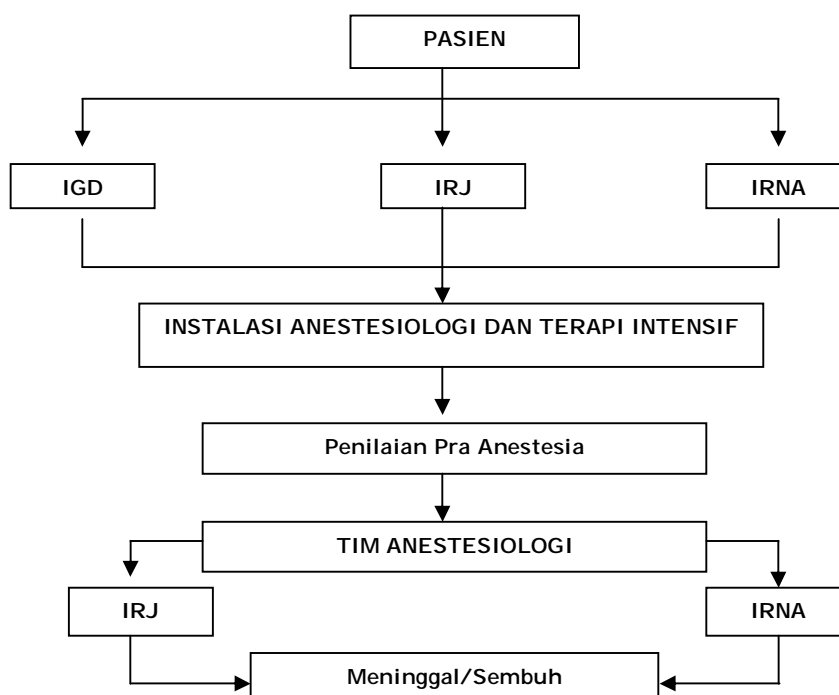 PASIEN
IGD
IRJ
IRNA
INSTALASI ANESTESIOLOGI DAN TERAPI INTENSIF
Penilaian Pra Anestesia
TIM ANESTESIOLOGI
IRJ
IRNA
Meninggal/Sembuh